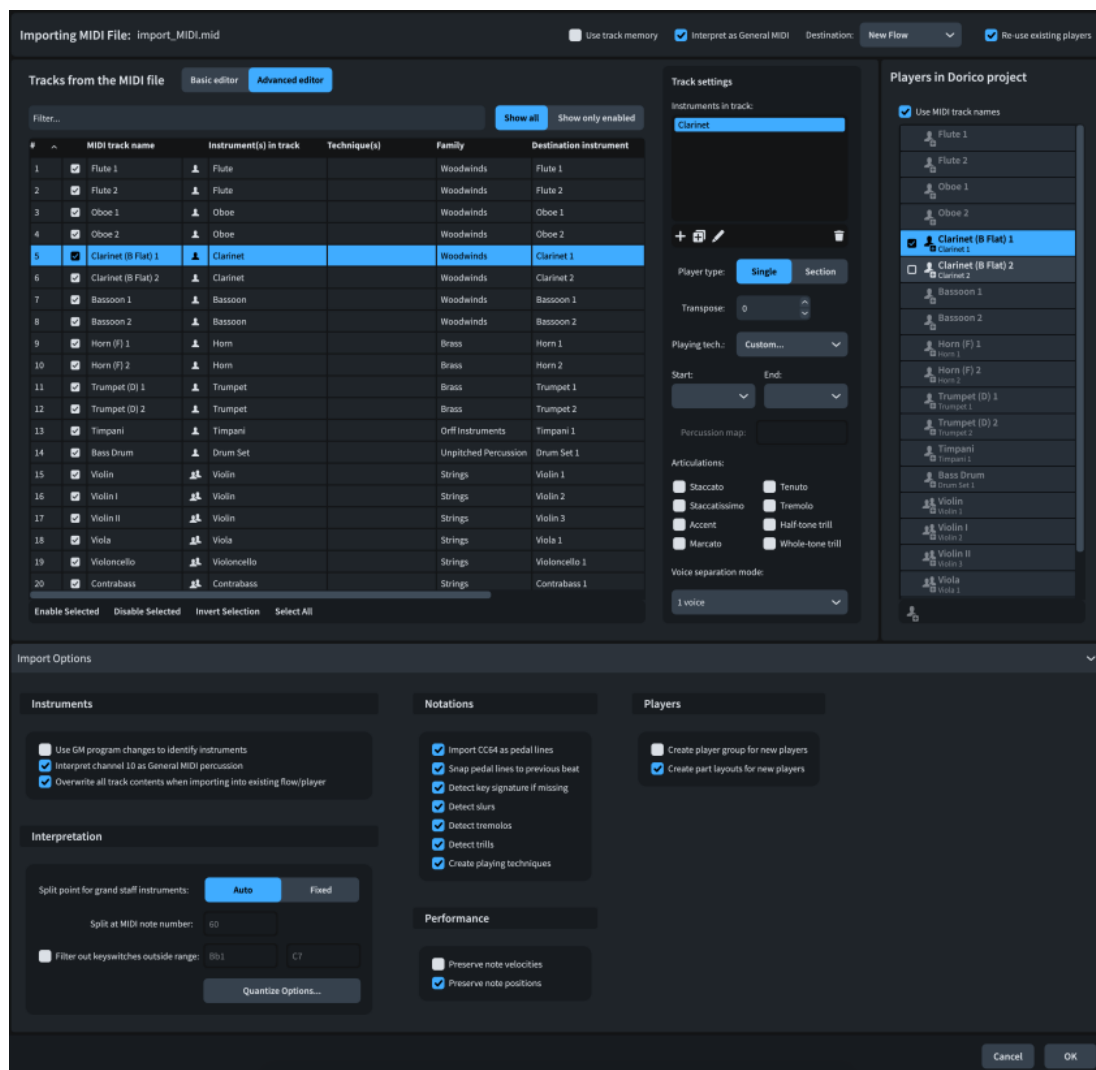 Importing MIDI File: import_MIDI.mid
Use track memory
Interpret as General MIDI
Destination: New Flow
Re-use existing players
Tracks from the MIDI file
Basic editor
Advanced editor
Filter...
Show all
Show only enabled
# MIDI track name Instrument(s) in track Technique(s) Family Destination instrument
1 Flute 1 Flute Woodwinds Flute 1
2 Flute 2 Flute Woodwinds Flute 2
3 Oboe 1 Oboe Woodwinds Oboe 1
4 Oboe 2 Oboe Woodwinds Oboe 2
5 Clarinet (B Flat) 1 Clarinet Woodwinds Clarinet 1
6 Clarinet (B Flat) 2 Clarinet Woodwinds Clarinet 2
7 Bassoon 1 Bassoon Woodwinds Bassoon 1
8 Bassoon 2 Bassoon Woodwinds Bassoon 2
9 Horn (F) 1 Horn Brass Horn 1
10 Horn (F) 2 Horn Brass Horn 2
11 Trumpet (D) 1 Trumpet Brass Trumpet 1
12 Trumpet (D) 2 Trumpet Brass Trumpet 2
13 Timpani Timpani Orff Instruments Timpani 1
14 Bass Drum Drum Set Unpitched Percussion Drum Set 1
15 Violin Violin Strings Violin 1
16 Violin I Violin Strings Violin 2
17 Violin II Violin Strings Violin 3
18 Viola Viola Strings Viola 1
19 Violoncello Violoncello Strings Violoncello 1
20 Contrabass Contrabass Strings Contrabass 1
Enable Selected Disable Selected Invert Selection Select All
Track settings
Instruments in track:
Clarinet
Player type: Single Section
Transpose: 0
Playing tech.: Custom...
Start: End:
Percussion map:
Articulations:
Staccato Tenuto
Staccatissimo Tremolo
Accent Half-tone trill
Marcato Whole-tone trill
Voice separation mode:
1 voice
Players in Dorico project
Use MIDI track names
Flute 1
Flute 2
Oboe 1
Oboe 2
Clarinet (B Flat) 1
Clarinet 1
Clarinet (B Flat) 2
Clarinet 2
Bassoon 1
Bassoon 2
Horn (F) 1
Horn 1
Horn (F) 2
Horn 2
Trumpet (D) 1
Trumpet 1
Trumpet (D) 2
Trumpet 2
Timpani
Timpani 1
Bass Drum
Drum Set 1
Violin
Violin 1
Violin I
Violin 2
Violin II
Violin 3
Viola
Viola 1
Import Options
Instruments
Use GM program changes to identify instruments
Interpret channel 10 as General MIDI percussion
Overwrite all track contents when importing into existing flow/player
Interpretation
Split point for grand staff instruments: Auto Fixed
Split at MIDI note number: 60
Filter out keyswitches outside range: Bb1 C7
Quantize Options...
Notations
Import CC64 as pedal lines
Snap pedal lines to previous beat
Detect key signature if missing
Detect slurs
Detect tremolos
Detect trills
Create playing techniques
Performance
Preserve note velocities
Preserve note positions
Players
Create player group for new players
Create part layouts for new players
Cancel OK